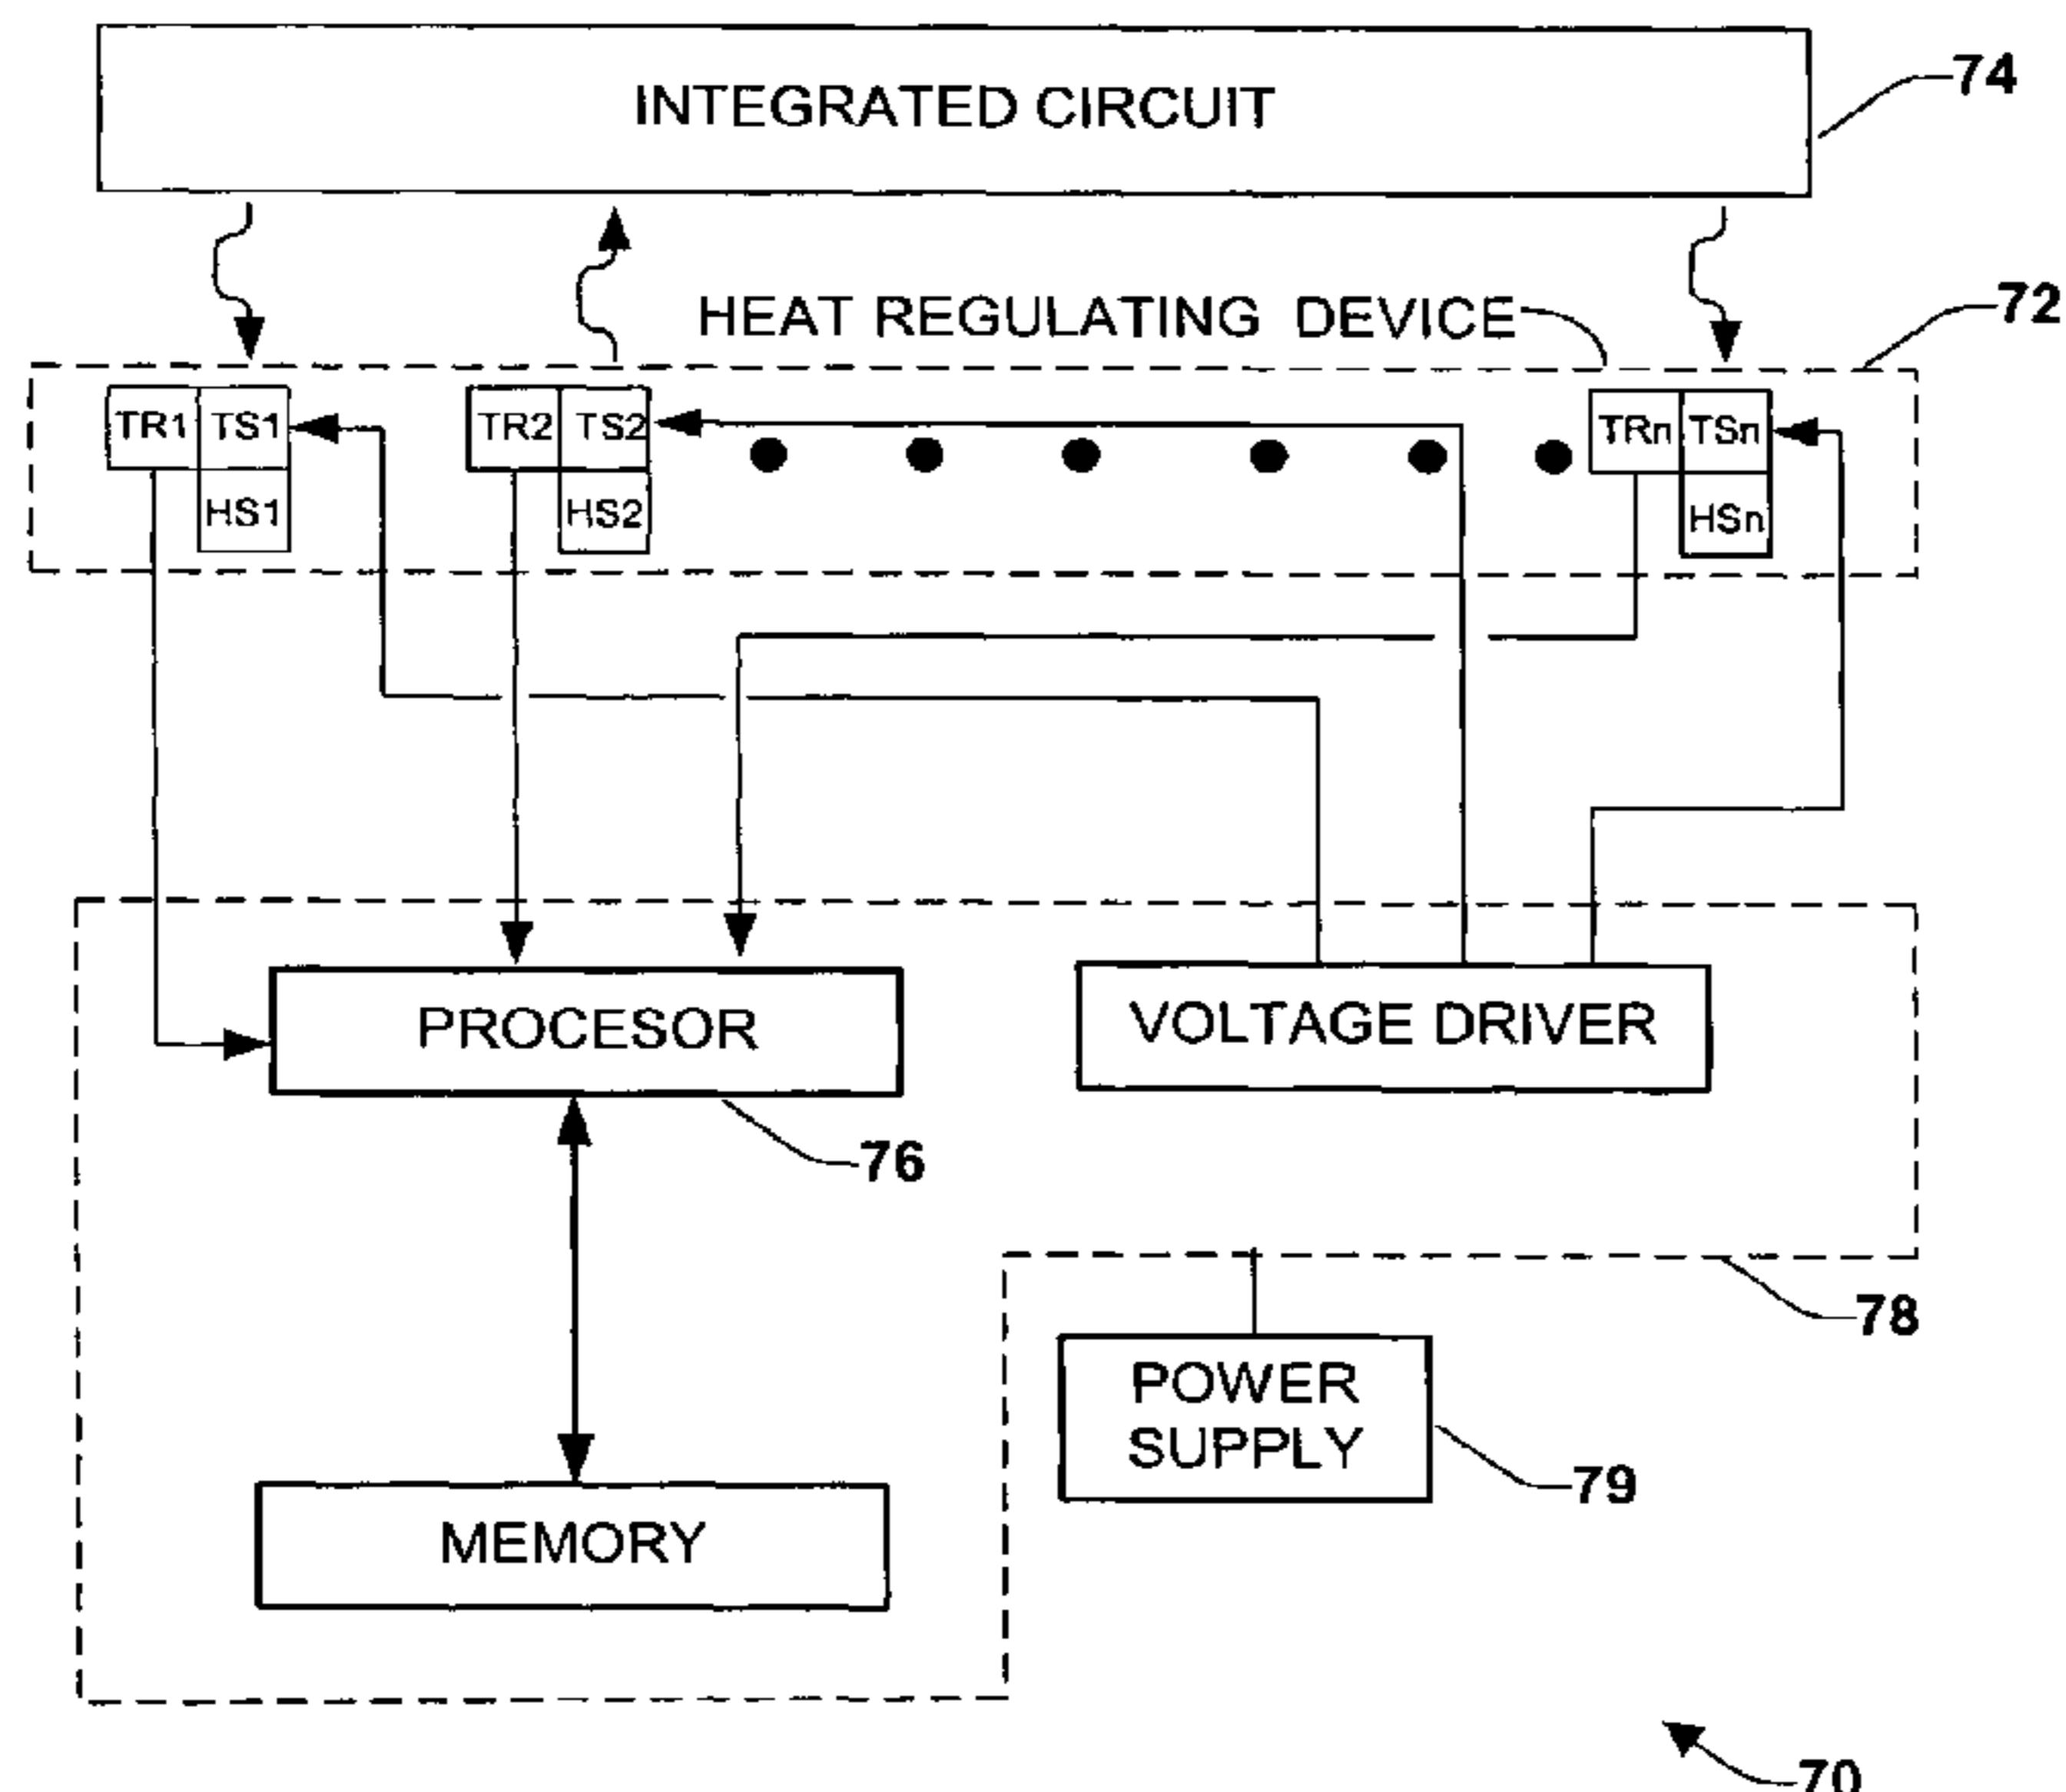 INTEGRATED CIRCUIT
74
HEAT REGULATING DEVICE
72
TR1 TS1
HS1
TR2 TS2
HS2
TRn TSn
HSn
PROCESOR
76
VOLTAGE DRIVER
78
POWER
SUPPLY
79
MEMORY
70